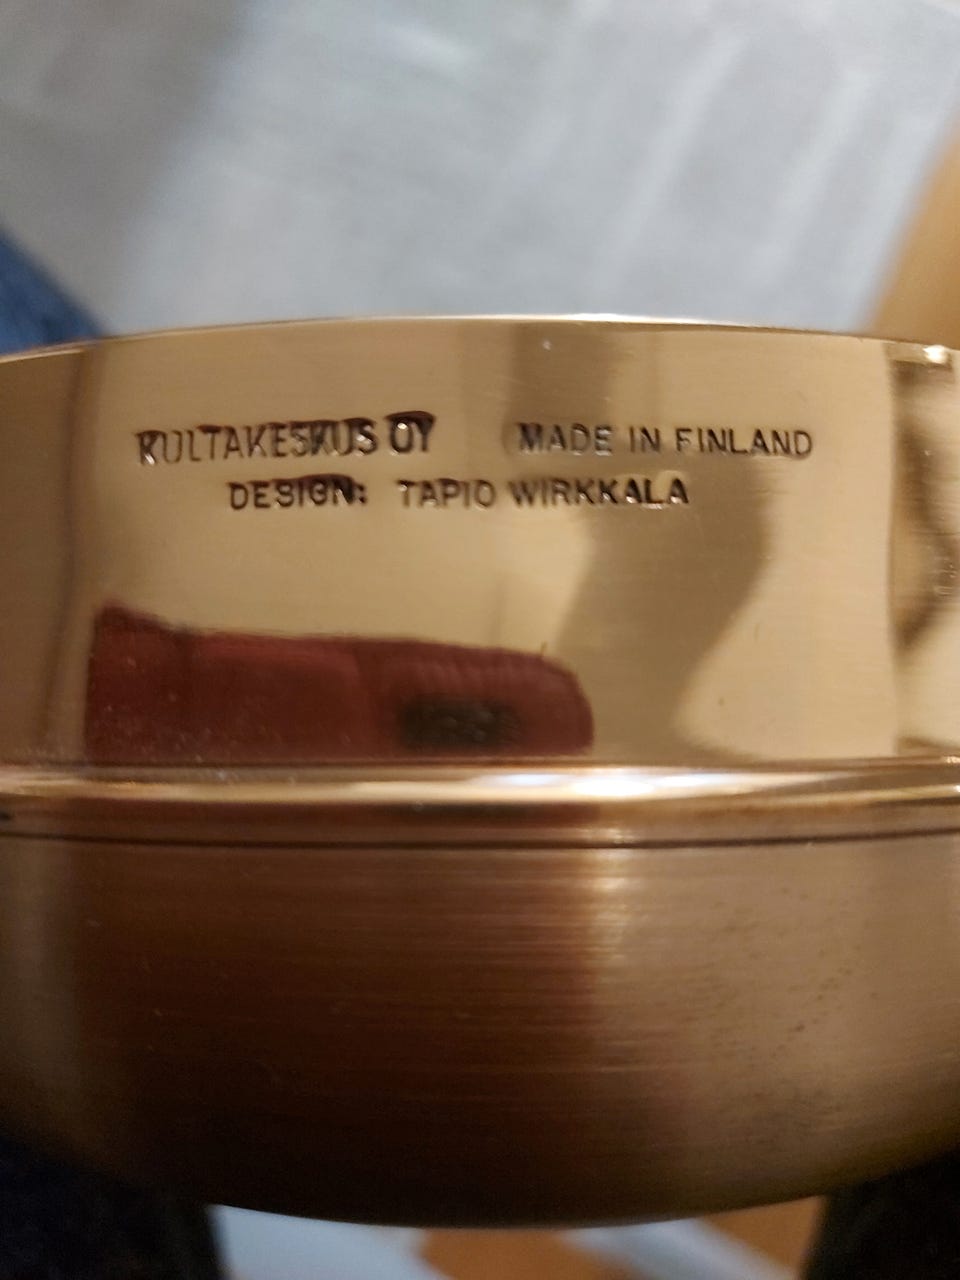 KULTAKESKUS OY MADE IN FINLAND
DESIGN: TAPIO WIRKKALA